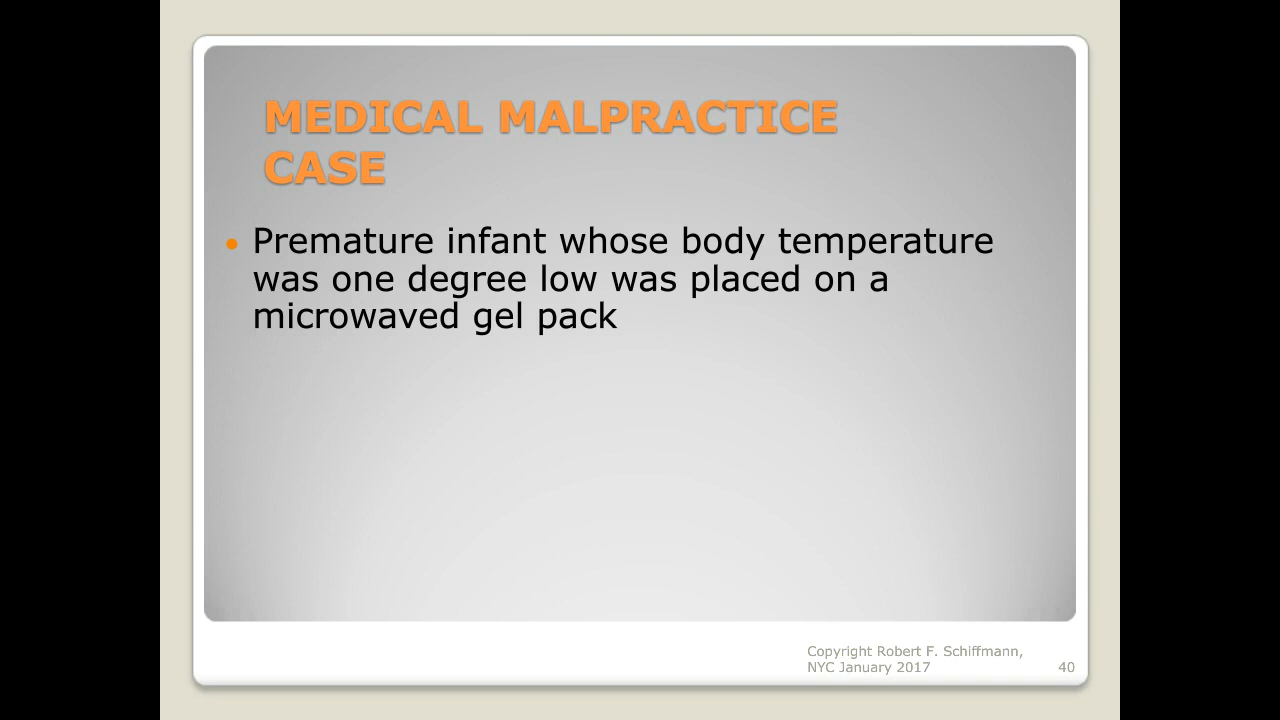 MEDICAL MALPRACTICE
CASE
Premature infant whose body temperature
was one degree low was placed on a
microwaved gel pack
Copyright Robert F. Schiffmann,
NYC January 2017
40